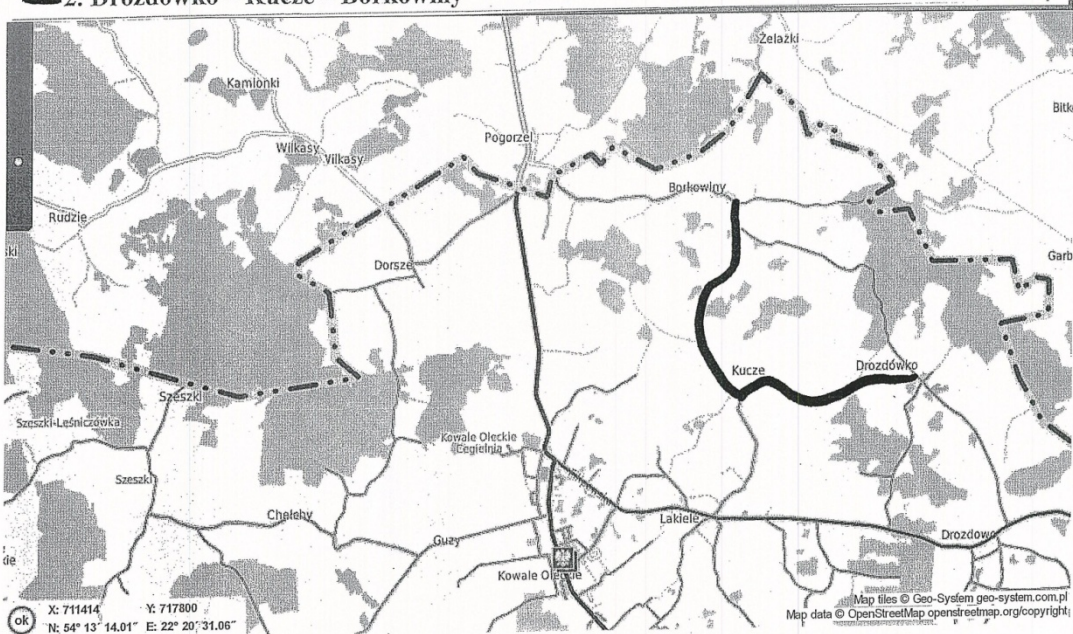 2. Drozdówko – Kucze – Borkowiny
Żelazki
Kamionki
Bitk
Pogorzel
Wilkasy
Vilkasy
Borkowiny
Rudzie
ski
Dorsze
Garb
Kucze
Drozdówko
Szeszki
Szeszki-Leśniczówka
Kowale Oleckie
Cegielnia
Szeszki
Chełchy
Lakiele
Guzy
Drozdowo
Kowale Oleckie
ok
X: 711414 Y: 717800
N: 54° 13' 14.01" E: 22° 20' 31.06"
Map tiles © Geo-System geo-system.com.pl
Map data © OpenStreetMap openstreetmap.org/copyright